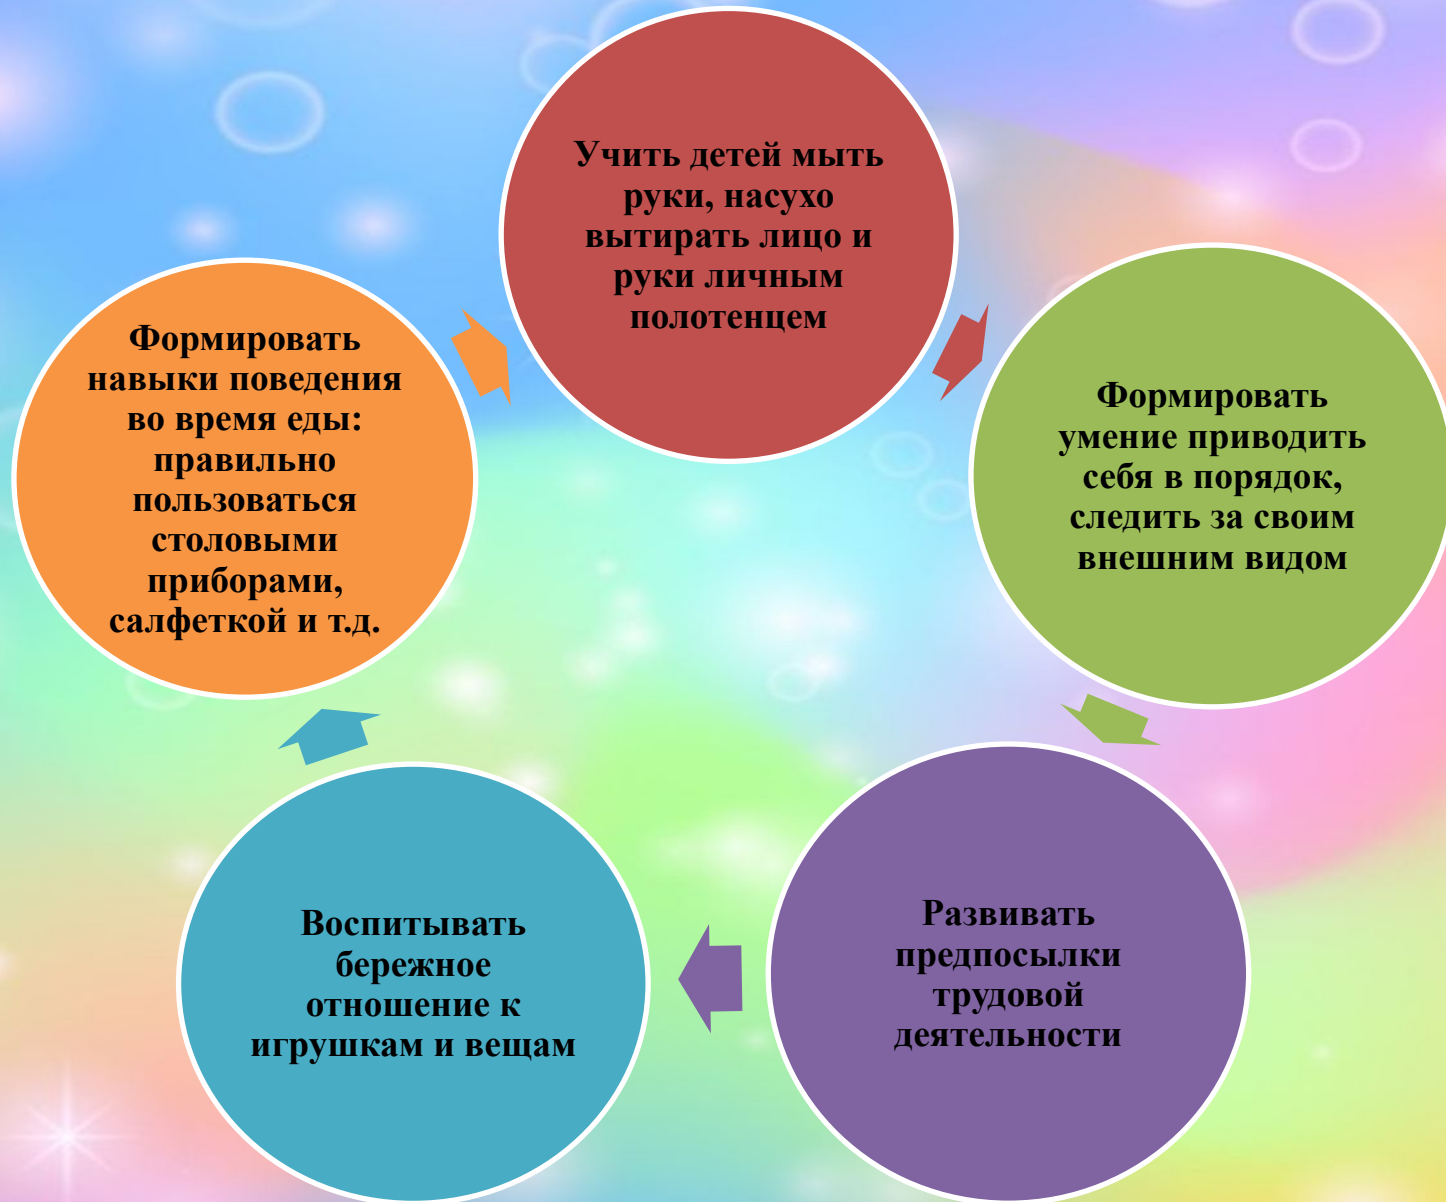 Учить детей мыть
руки, насухо
вытирать лицо и
руки личным
полотенцем
Формировать
умение приводить
себя в порядок,
следить за своим
внешним видом
Развивать
предпосылки
трудовой
деятельности
Воспитывать
бережное
отношение к
игрушкам и вещам
Формировать
навыки поведения
во время еды:
правильно
пользоваться
столовыми
приборами,
салфеткой и т.д.